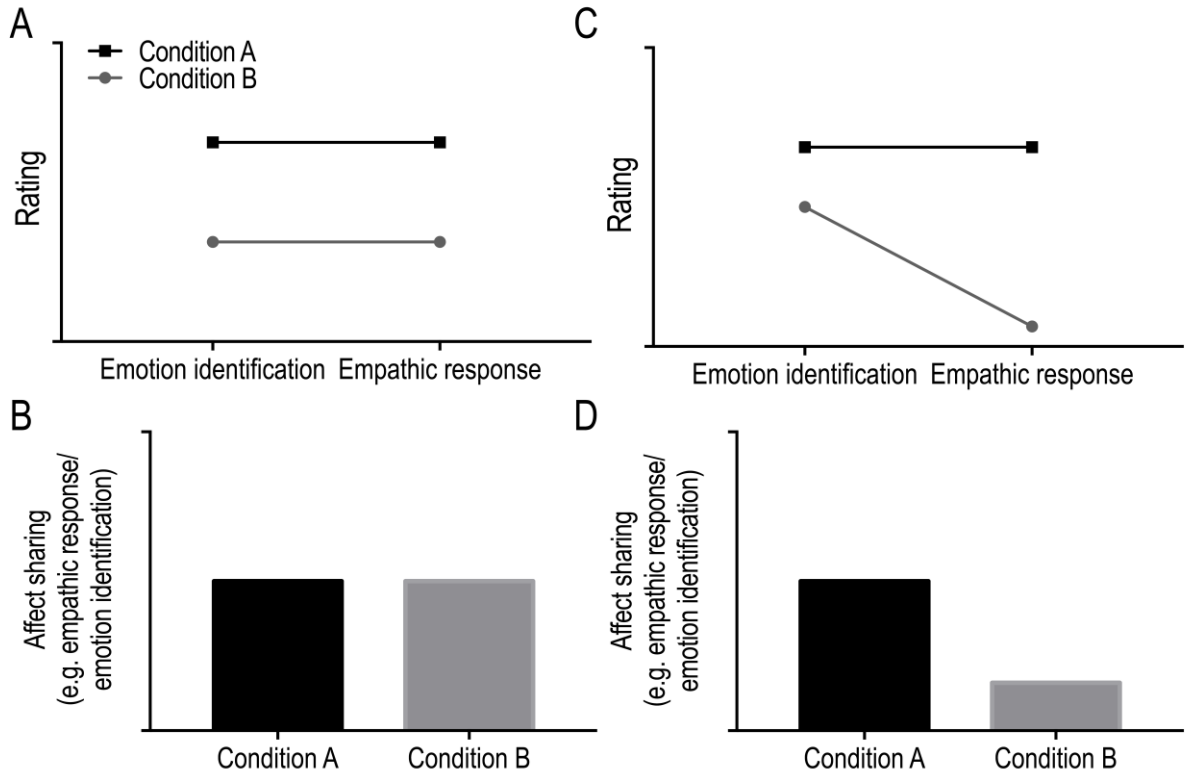 A
Condition A
Condition B
Rating
Emotion identification
Empathic response
B
Affect sharing
(e.g. empathic response/
emotion identification)
Condition A
Condition B
C
Rating
Emotion identification
Empathic response
D
Affect sharing
(e.g. empathic response/
emotion identification)
Condition A
Condition B